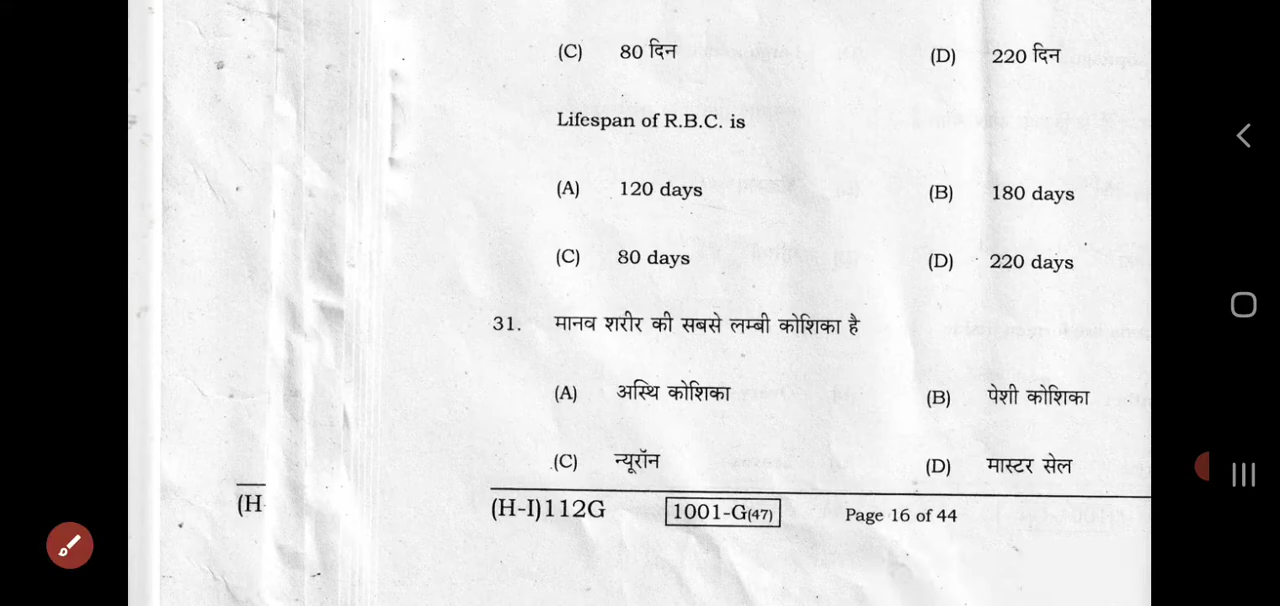 (C) 80 दिन (D) 220 दिन
Lifespan of R.B.C. is
(A) 120 days (B) 180 days
(C) 80 days (D) 220 days
31. मानव शरीर की सबसे लम्बी कोशिका है
(A) अस्थि कोशिका (B) पेशी कोशिका
(C) न्यूरॉन (D) मास्टर सेल
(H-
(H-I)112G 1001-G(47) Page 16 of 44